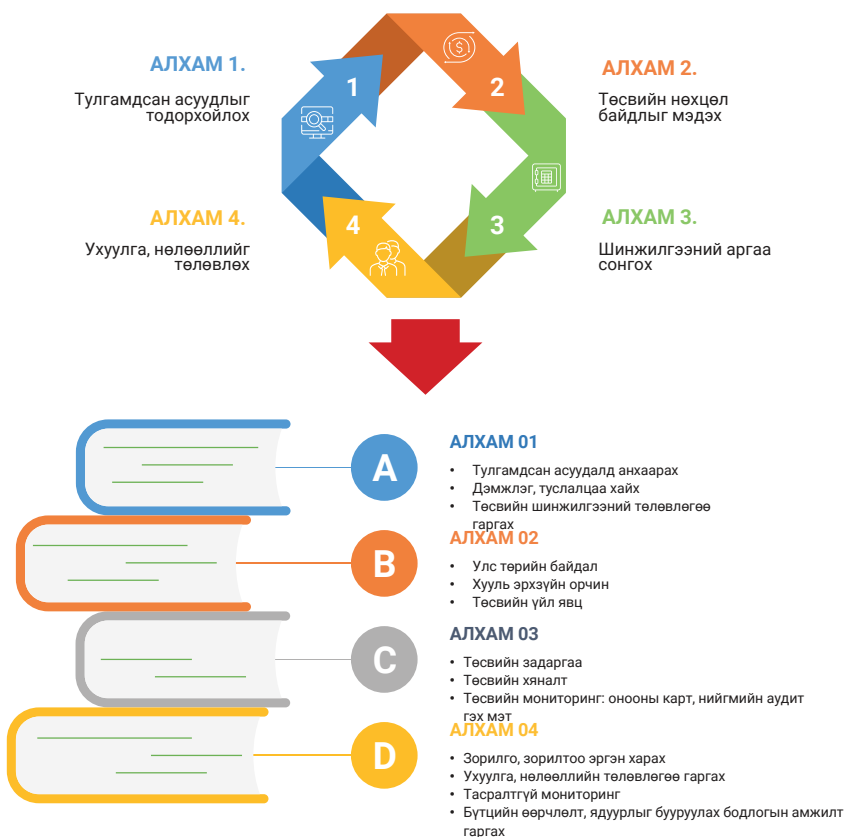 АЛХАМ 1.
Тулгамдсан асуудлыг
тодорхойлох
1
2
АЛХАМ 2.
Төсвийн нөхцөл
байдлыг мэдэх
АЛХАМ 4.
Ухуулга, нөлөөллийг
төлөвлөх
4
3
АЛХАМ 3.
Шинжилгээний аргаа
сонгох
A
АЛХАМ 01
• Тулгамдсан асуудалд анхаарах
• Дэмжлэг, туслалцаа хайх
• Төсвийн шинжилгээний төлөвлөгөө
гаргах
B
АЛХАМ 02
• Улс төрийн байдал
• Хууль эрхзүйн орчин
• Төсвийн үйл явц
C
АЛХАМ 03
• Төсвийн задаргаа
• Төсвийн хяналт
• Төсвийн мониторинг: онооны карт, нийгмийн аудит
гэх мэт
D
АЛХАМ 04
• Зорилго, зорилтоо эргэн харах
• Ухуулга, нөлөөллийн төлөвлөгөө гаргах
• Тасралтгүй мониторинг
• Бүтцийн өөрчлөлт, ядуурлыг бууруулах бодлогын амжилт
гаргах